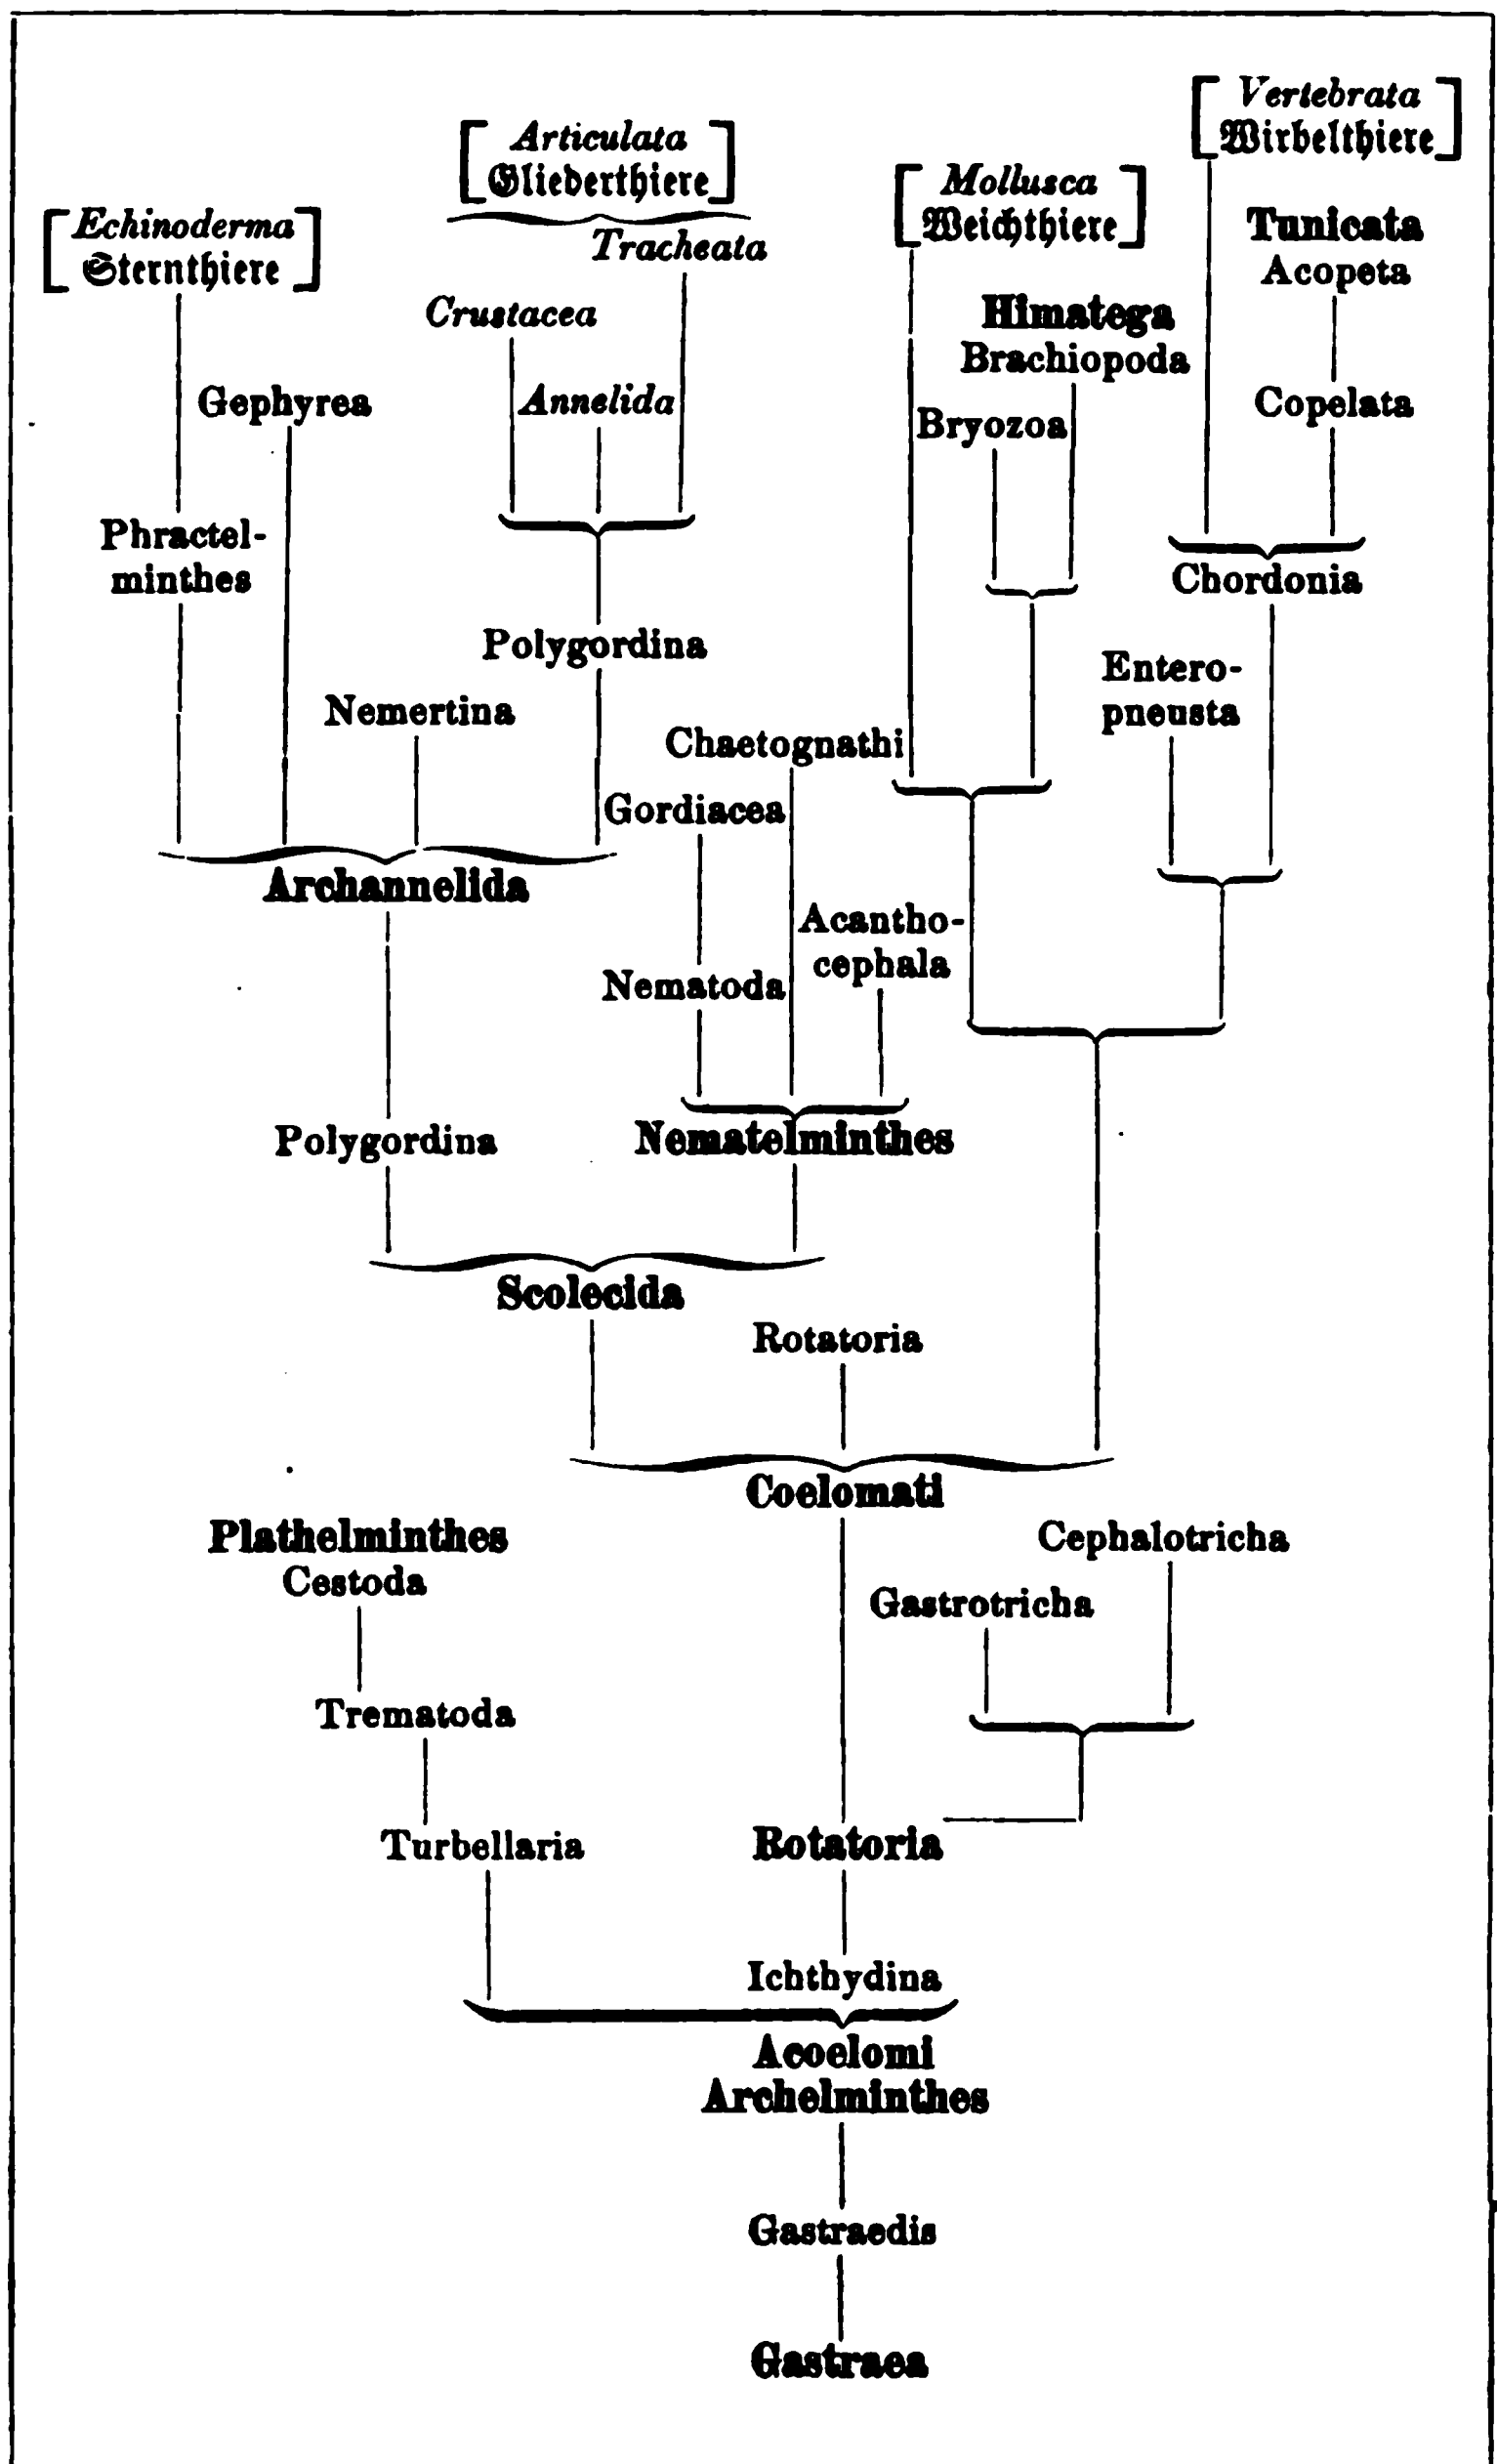 Vertebrata
Wirbelthiere
Articulata
Gliederthiere
Mollusca
Weichthiere
Echinoderma
Sternthiere
Tracheata
Tunicata
Acopeta
Crustacea
Himatega
Brachiopoda
Gephyrea
Annelida
Bryozoa
Copelata
Phractel-
minthes
Chordonia
Polygordina
Entero-
pneusta
Nemertina
Chaetognathi
Gordiacea
Archannelida
Acantho-
cephala
Nematoda
Polygordina
Nematelminthes
Scolecida
Rotatoria
Coelomati
Plathelminthes
Cestoda
Cephalotricha
Gastrotricha
Trematoda
Turbellaria
Rotatoria
Ichthydina
Acoelomi
Archelminthes
Gastraedis
Gastraea